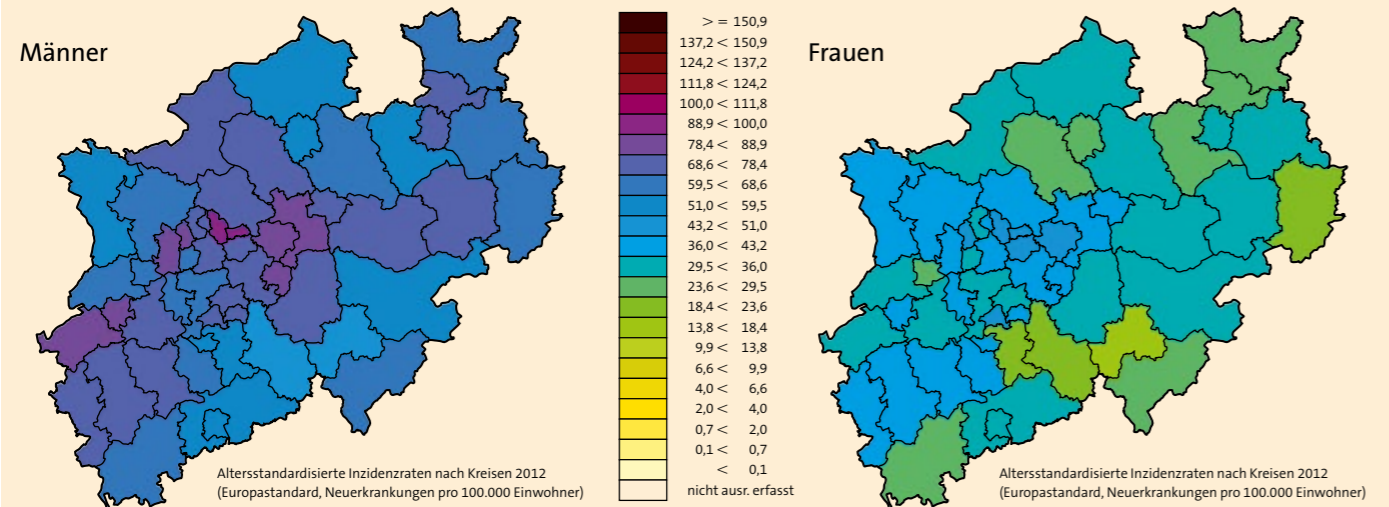 Männer
> = 150,9
137,2 < 150,9
124,2 < 137,2
111,8 < 124,2
100,0 < 111,8
88,9 < 100,0
78,4 < 88,9
68,6 < 78,4
59,5 < 68,6
51,0 < 59,5
43,2 < 51,0
36,0 < 43,2
29,5 < 36,0
23,6 < 29,5
18,4 < 23,6
13,8 < 18,4
9,9 < 13,8
6,6 < 9,9
4,0 < 6,6
2,0 < 4,0
0,7 < 2,0
0,1 < 0,7
< 0,1
nicht ausr. erfasst
Altersstandardisierte Inzidenzraten nach Kreisen 2012
(Europastandard, Neuerkrankungen pro 100.000 Einwohner)
Frauen
Altersstandardisierte Inzidenzraten nach Kreisen 2012
(Europastandard, Neuerkrankungen pro 100.000 Einwohner)